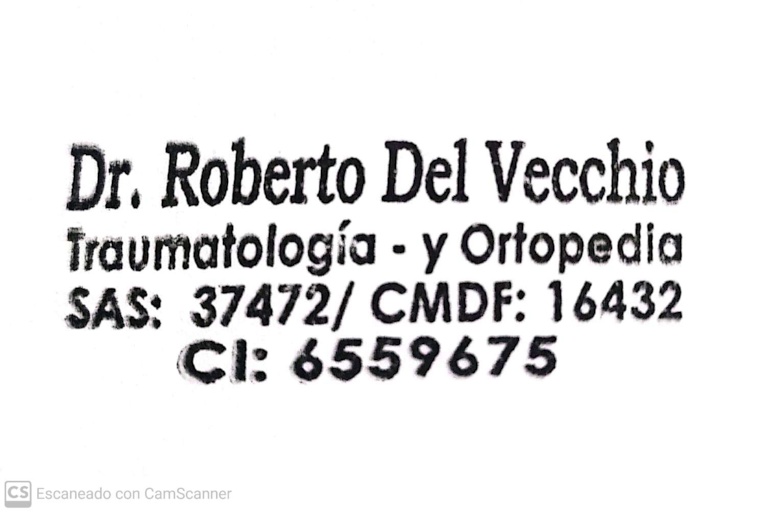 Dr. Roberto Del Vecchio
Traumatología - y Ortopedia
SAS: 37472/ CMDF: 16432
CI: 6559675
CS Escaneado con CamScanner